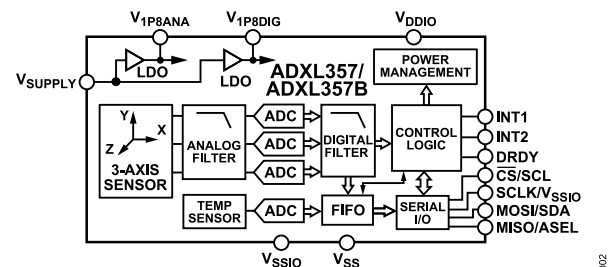 V1P8ANA
V1P8DIG
VDDIO
VSUPPLY
LDO
LDO
ADXL357/
ADXL357B
POWER
MANAGEMENT
Y
X
Z
3-AXIS
SENSOR
ANALOG
FILTER
ADC
ADC
ADC
DIGITAL
FILTER
CONTROL
LOGIC
INT1
INT2
DRDY
CS/SCL
SCLK/VSSIO
MOSI/SDA
MISO/ASEL
TEMP
SENSOR
ADC
FIFO
SERIAL
I/O
VSSIO
VSS
002